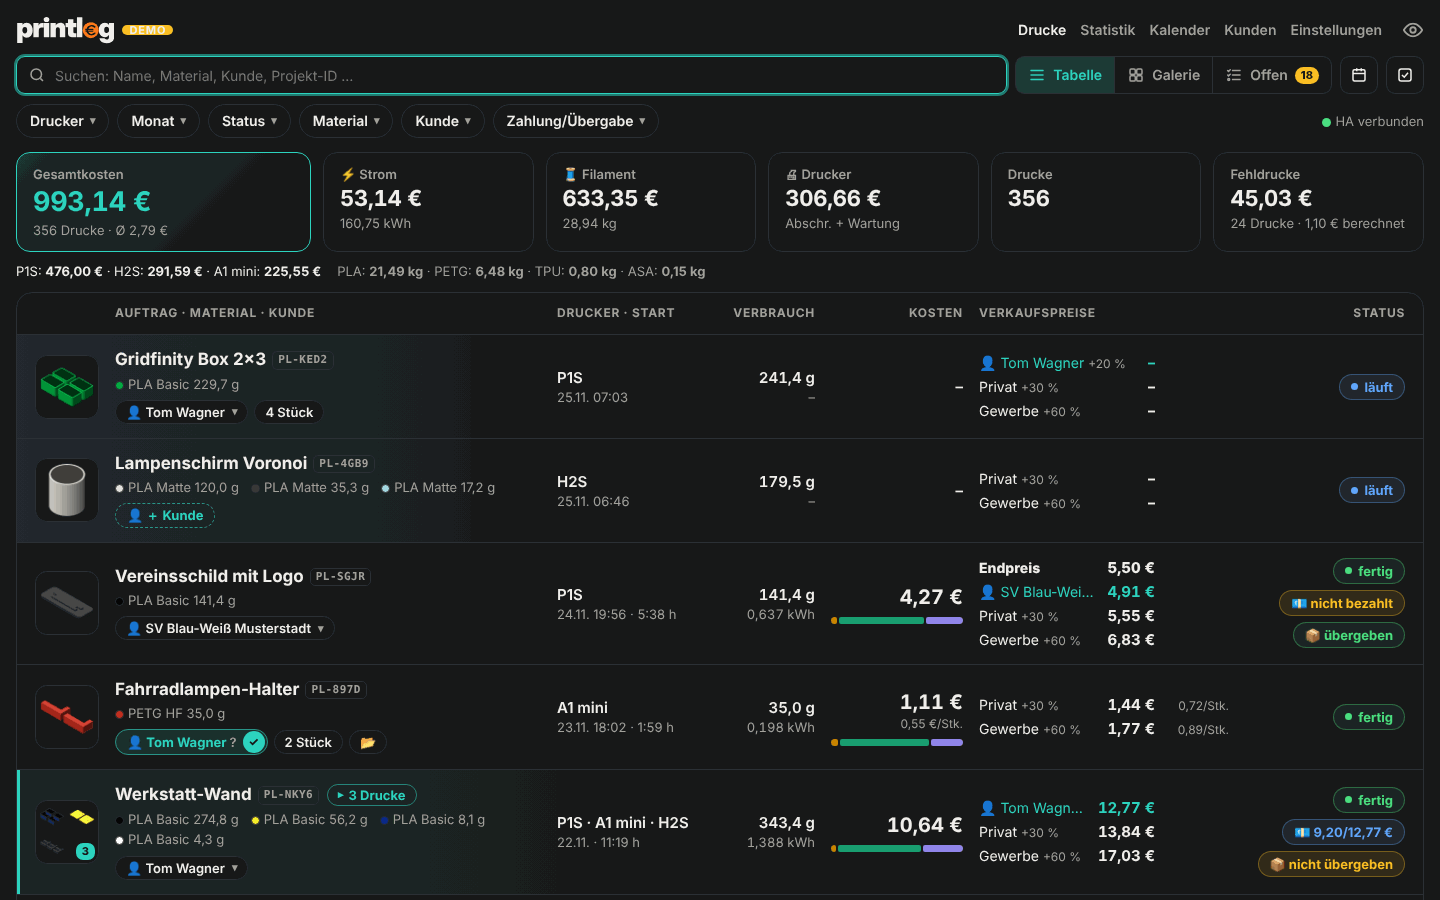 printlog DEMO
Drucke Statistik Kalender Kunden Einstellungen
Suchen: Name, Material, Kunde, Projekt-ID ...
Tabelle Galerie Offen 18
Drucker ▾ Monat ▾ Status ▾ Material ▾ Kunde ▾ Zahlung/Übergabe ▾
HA verbunden
Gesamtkosten
993,14 €
356 Drucke · Ø 2,79 €
⚡ Strom
53,14 €
160,75 kWh
🧵 Filament
633,35 €
28,94 kg
🖨 Drucker
306,66 €
Abschr. + Wartung
Drucke
356
Fehldrucke
45,03 €
24 Drucke · 1,10 € berechnet
P1S: 476,00 € · H2S: 291,59 € · A1 mini: 225,55 € PLA: 21,49 kg · PETG: 6,48 kg · TPU: 0,80 kg · ASA: 0,15 kg
AUFTRAG · MATERIAL · KUNDE DRUCKER · START VERBRAUCH KOSTEN VERKAUFSPREISE STATUS
Gridfinity Box 2×3 PL-KED2
PLA Basic 229,7 g
👤 Tom Wagner ▾ 4 Stück
P1S
25.11. 07:03
241,4 g
–
–
👤 Tom Wagner +20 % –
Privat +30 % –
Gewerbe +60 % –
läuft
Lampenschirm Voronoi PL-4GB9
PLA Matte 120,0 g PLA Matte 35,3 g PLA Matte 17,2 g
👤 + Kunde
H2S
25.11. 06:46
179,5 g
–
–
Privat +30 % –
Gewerbe +60 % –
läuft
Vereinsschild mit Logo PL-SGJR
PLA Basic 141,4 g
👤 SV Blau-Weiß Musterstadt ▾
P1S
24.11. 19:56 · 5:38 h
141,4 g
0,637 kWh
4,27 €
Endpreis 5,50 €
👤 SV Blau-Wei... 4,91 €
Privat +30 % 5,55 €
Gewerbe +60 % 6,83 €
fertig
💶 nicht bezahlt
📦 übergeben
Fahrradlampen-Halter PL-897D
PETG HF 35,0 g
👤 Tom Wagner ? ✓ 2 Stück 📂
A1 mini
23.11. 18:02 · 1:59 h
35,0 g
0,198 kWh
1,11 €
0,55 €/Stk.
Privat +30 % 1,44 € 0,72/Stk.
Gewerbe +60 % 1,77 € 0,89/Stk.
fertig
Werkstatt-Wand PL-NKY6 ▸ 3 Drucke
PLA Basic 274,8 g PLA Basic 56,2 g PLA Basic 8,1 g
PLA Basic 4,3 g
3
👤 Tom Wagner ▾
P1S · A1 mini · H2S
22.11. · 11:19 h
343,4 g
1,388 kWh
10,64 €
👤 Tom Wagn... 12,77 €
Privat +30 % 13,84 €
Gewerbe +60 % 17,03 €
fertig
💶 9,20/12,77 €
📦 nicht übergeben